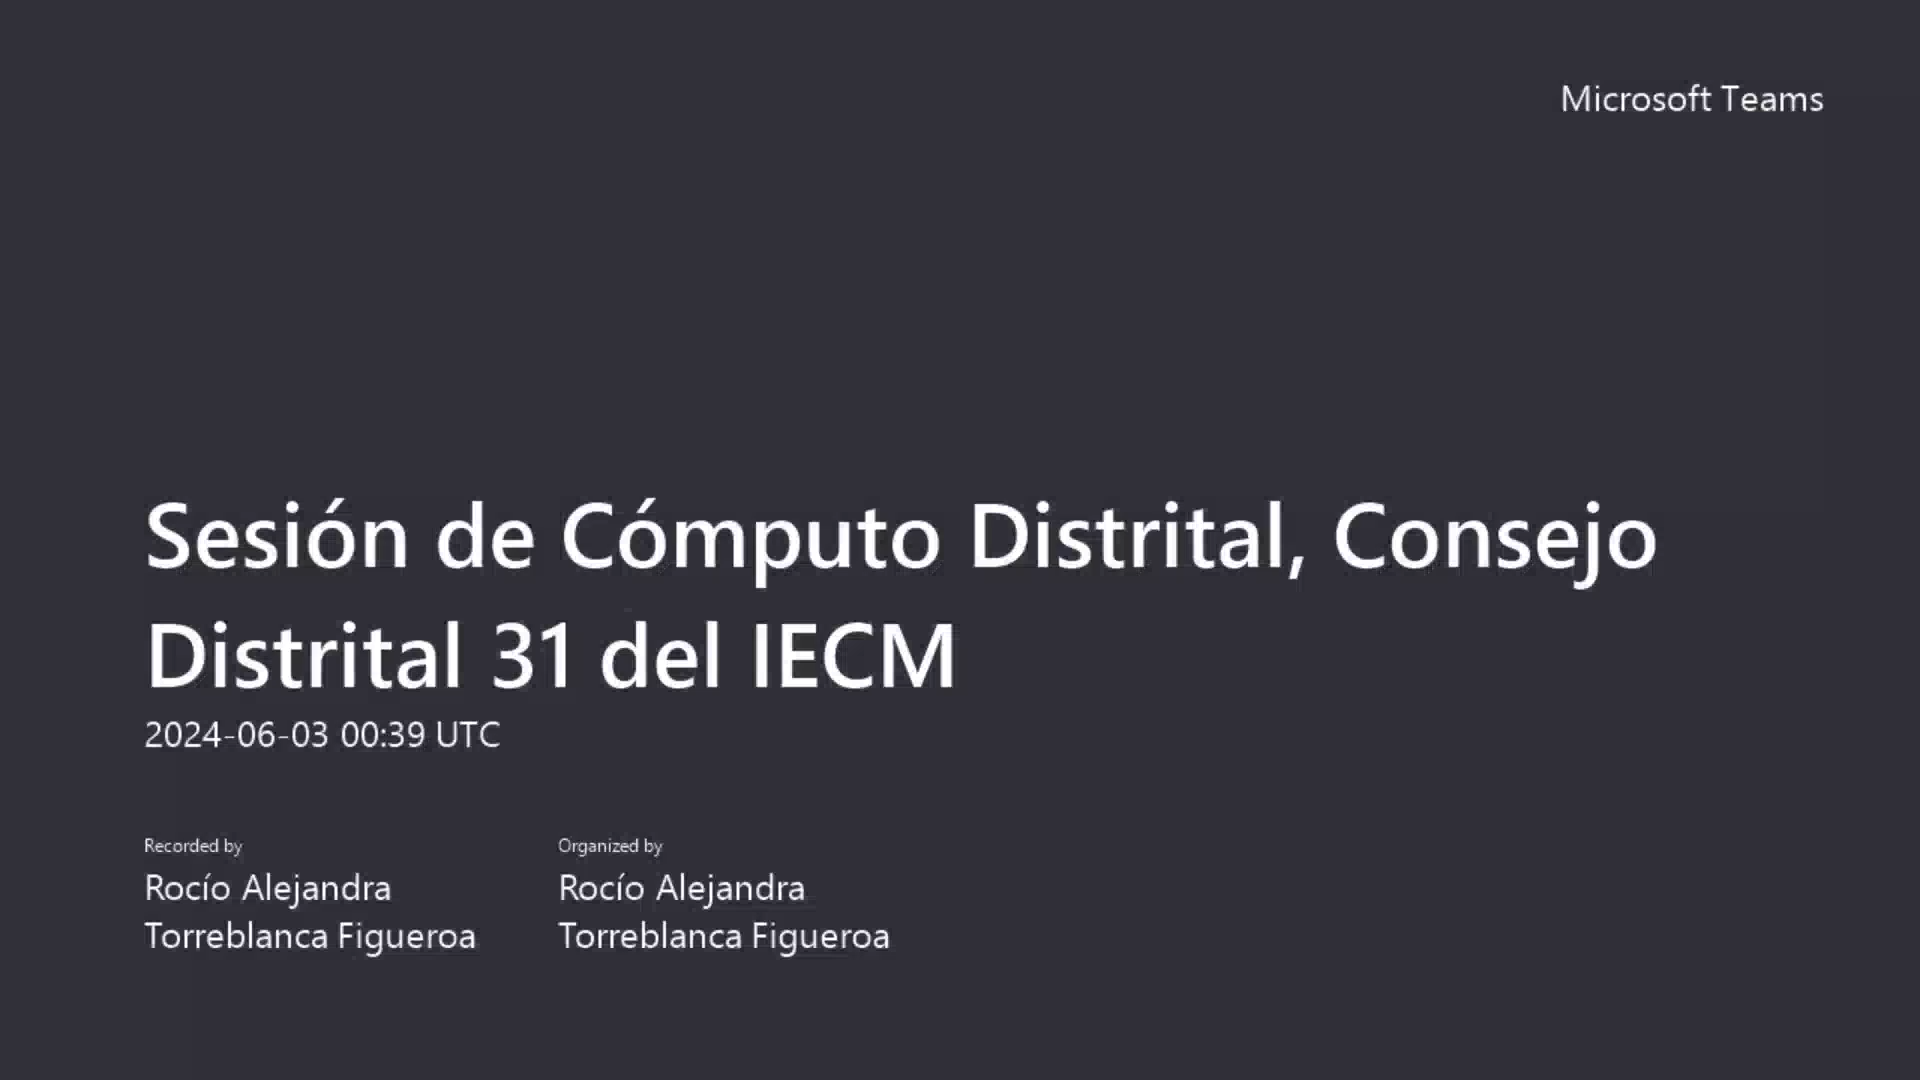 Microsoft Teams
Sesión de Cómputo Distrital, Consejo
Distrital 31 del IECM
2024-06-03 00:39 UTC
Recorded by
Rocío Alejandra
Torreblanca Figueroa
Organized by
Rocío Alejandra
Torreblanca Figueroa